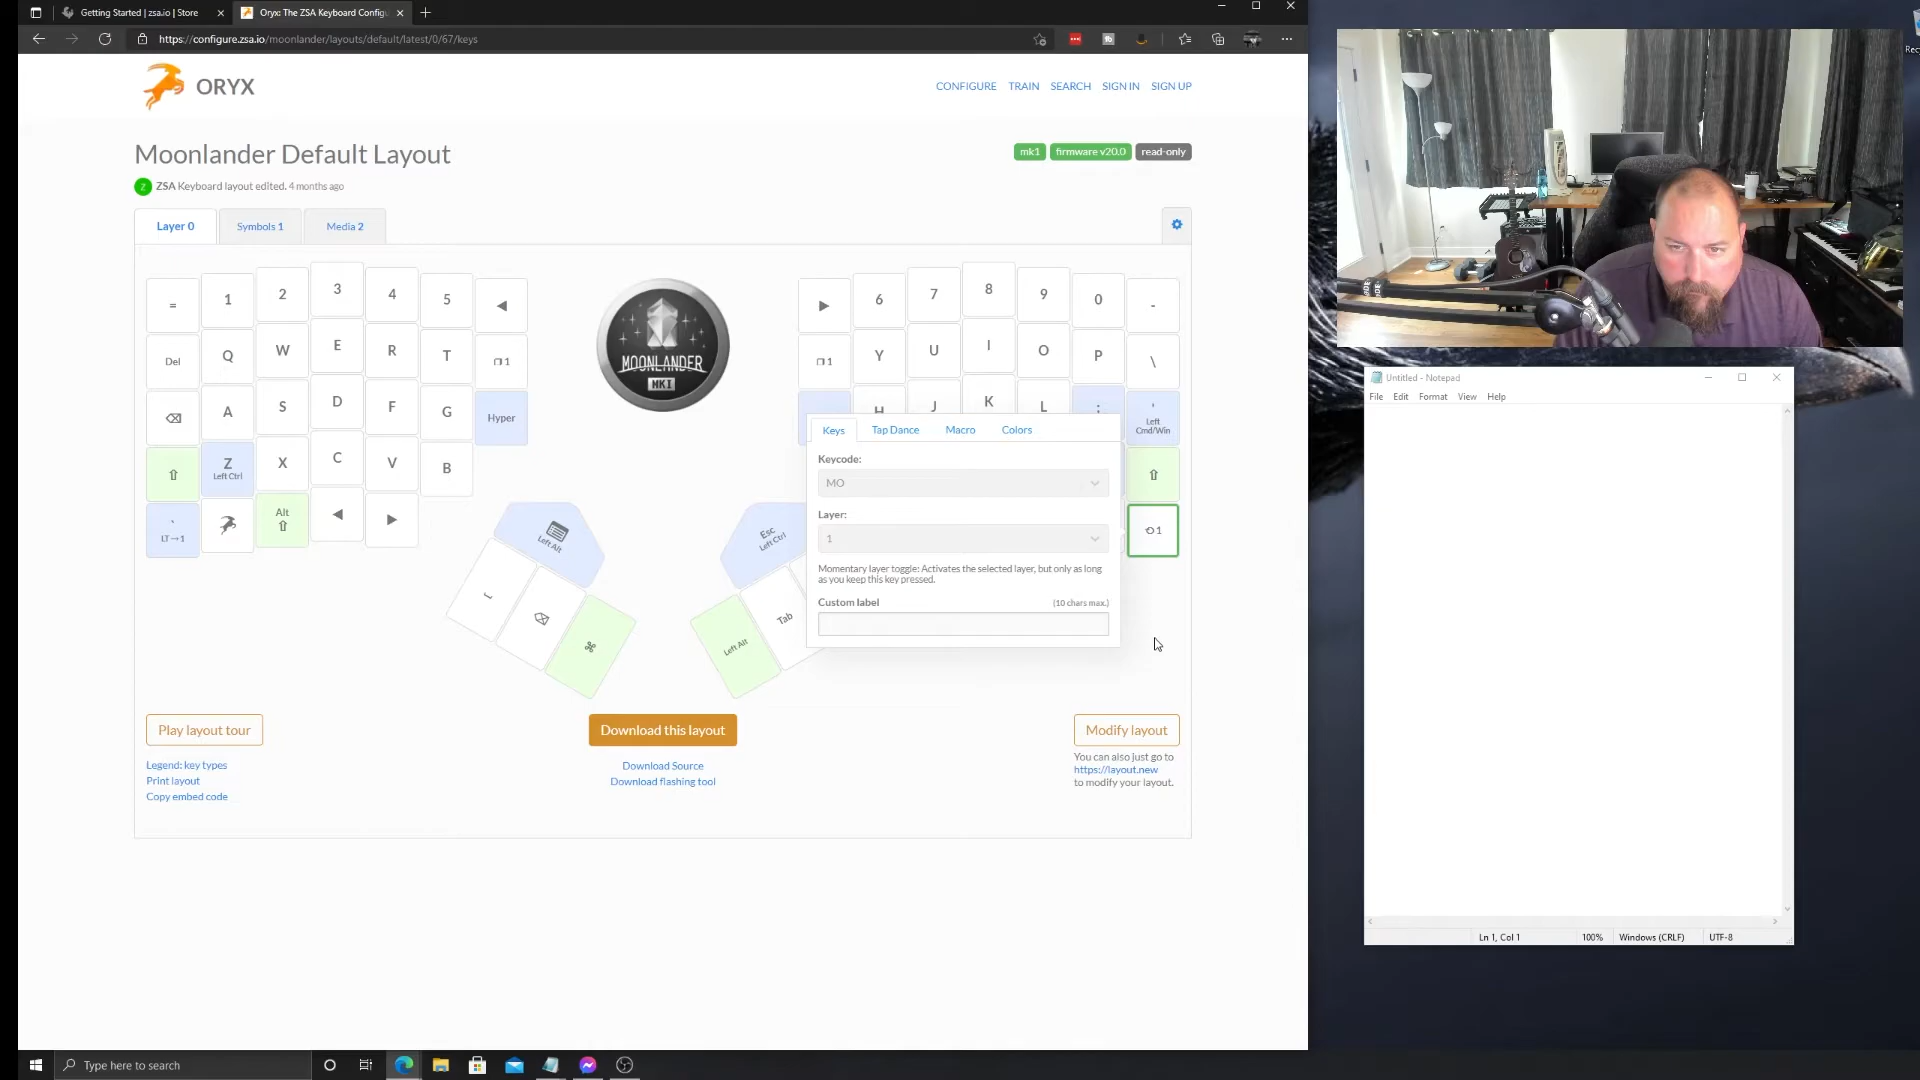 Getting Started | zsa.io | Store
Oryx: The ZSA Keyboard Configu
https://configure.zsa.io/moonlander/layouts/default/latest/0/67/keys
ORYX
CONFIGURE TRAIN SEARCH SIGN IN SIGN UP
Moonlander Default Layout
mk1 firmware v20.0 read-only
Z ZSA Keyboard layout edited. 4 months ago
Layer 0 Symbols 1 Media 2
= 1 2 3 4 5 6 7 8 9 0 -
Del Q W E R T 1 1 Y U I O P \
A S D F G Hyper H J K L ; '
Left
Cmd/Win
Z X C V B
Left Ctrl
` LT→1
Alt
Left Alt
Esc
Left Ctrl
[
Tab
Left Alt
MOONLANDER
MK1
Keys Tap Dance Macro Colors
Keycode:
MO
Layer:
1
Momentary layer toggle: Activates the selected layer, but only as long
as you keep this key pressed.
Custom label (10 chars max.)
1
Play layout tour
Download this layout
Modify layout
Legend: key types
Print layout
Copy embed code
Download Source
Download flashing tool
You can also just go to
https://layout.new
to modify your layout.
Untitled - Notepad
File Edit Format View Help
Ln 1, Col 1 100% Windows (CRLF) UTF-8
Type here to search
Recy